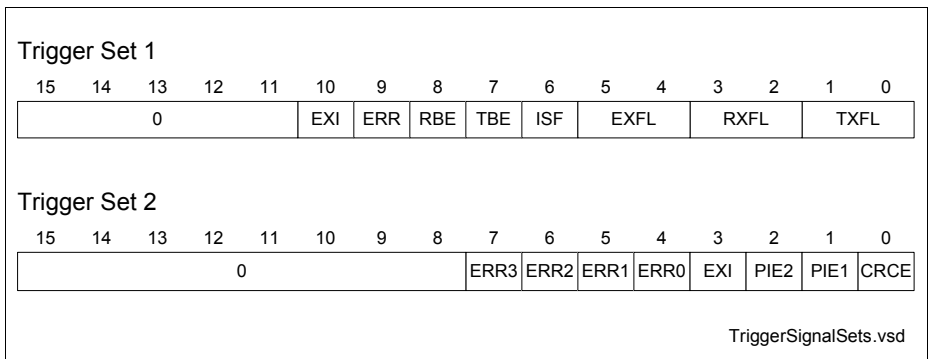 Trigger Set 1
15 14 13 12 11 10 9 8 7 6 5 4 3 2 1 0
0 EXI ERR RBE TBE ISF EXFL RXFL TXFL
Trigger Set 2
15 14 13 12 11 10 9 8 7 6 5 4 3 2 1 0
0 ERR3 ERR2 ERR1 ERR0 EXI PIE2 PIE1 CRCE
TriggerSignalSets.vsd